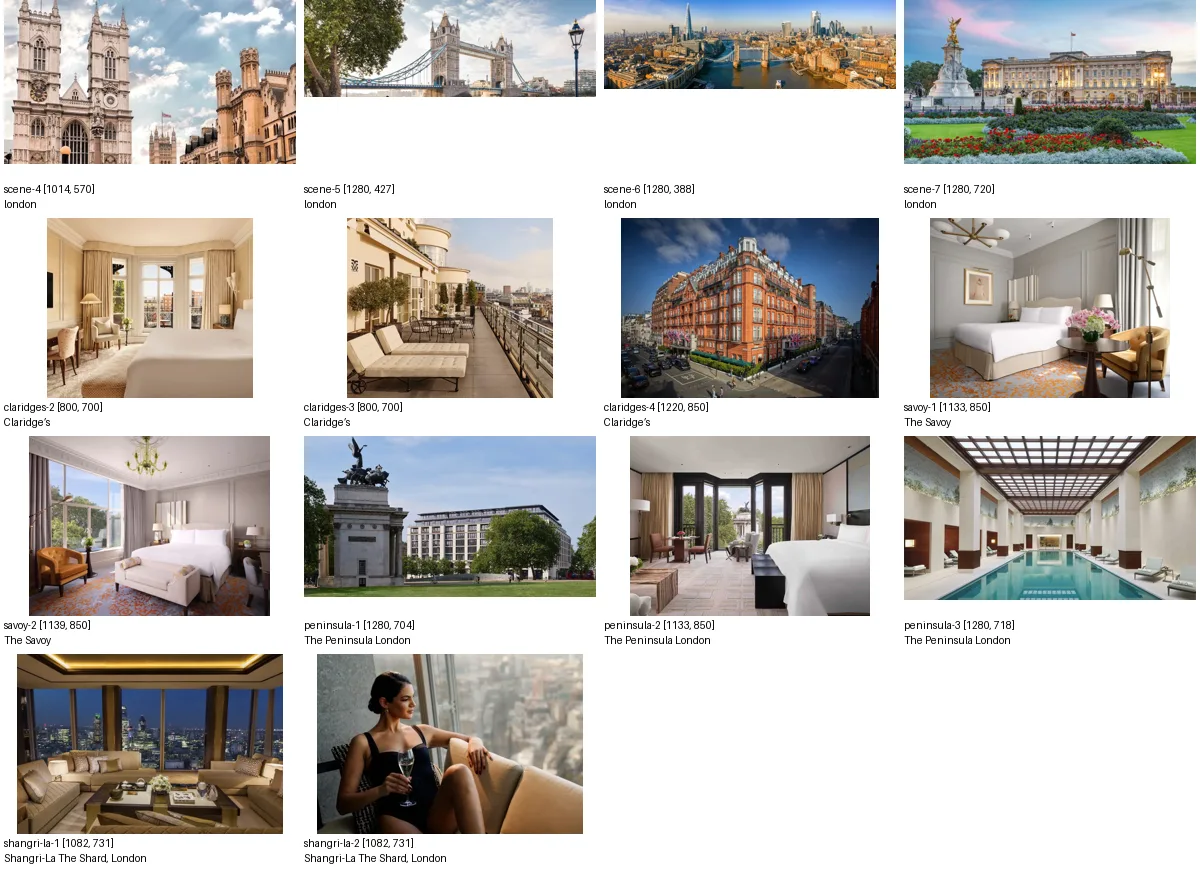 scene-4 [1014, 570]
london
scene-5 [1280, 427]
london
scene-6 [1280, 388]
london
scene-7 [1280, 720]
london
claridges-2 [800, 700]
Claridge’s
claridges-3 [800, 700]
Claridge’s
claridges-4 [1220, 850]
Claridge’s
savoy-1 [1133, 850]
The Savoy
savoy-2 [1139, 850]
The Savoy
peninsula-1 [1280, 704]
The Peninsula London
peninsula-2 [1133, 850]
The Peninsula London
peninsula-3 [1280, 718]
The Peninsula London
shangri-la-1 [1082, 731]
Shangri-La The Shard, London
shangri-la-2 [1082, 731]
Shangri-La The Shard, London